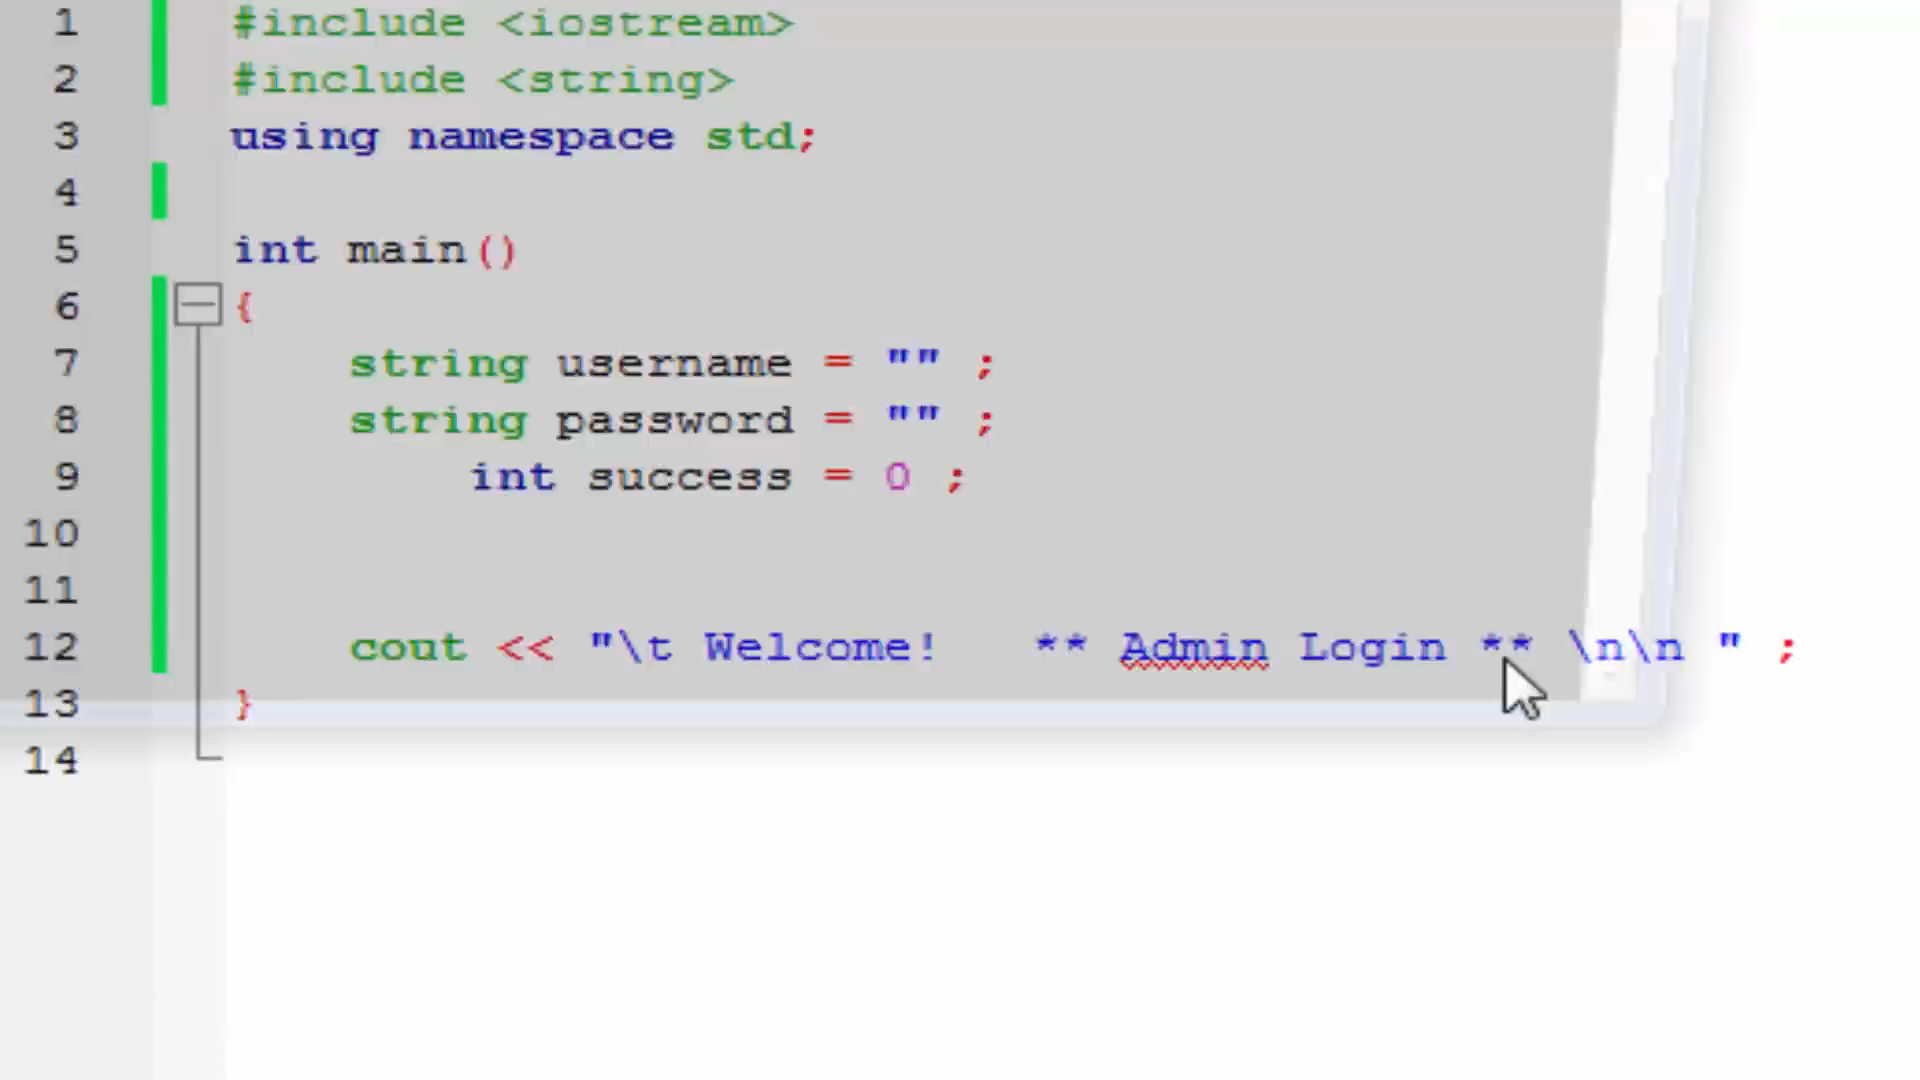 1 #include <iostream>
2 #include <string>
3 using namespace std;
4
5 int main()
6 {
7 string username = "" ;
8 string password = "" ;
9 int success = 0 ;
10
11
12 cout << "\t Welcome!   ** Admin Login ** \n\n " ;
13 }
14